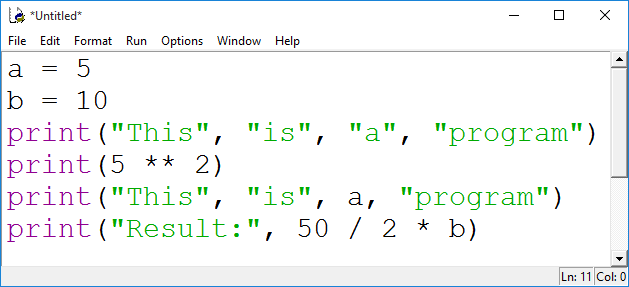 *Untitled*
File Edit Format Run Options Window Help
a = 5
b = 10
print("This", "is", "a", "program")
print(5 ** 2)
print("This", "is", a, "program")
print("Result:", 50 / 2 * b)
Ln: 11 Col: 0